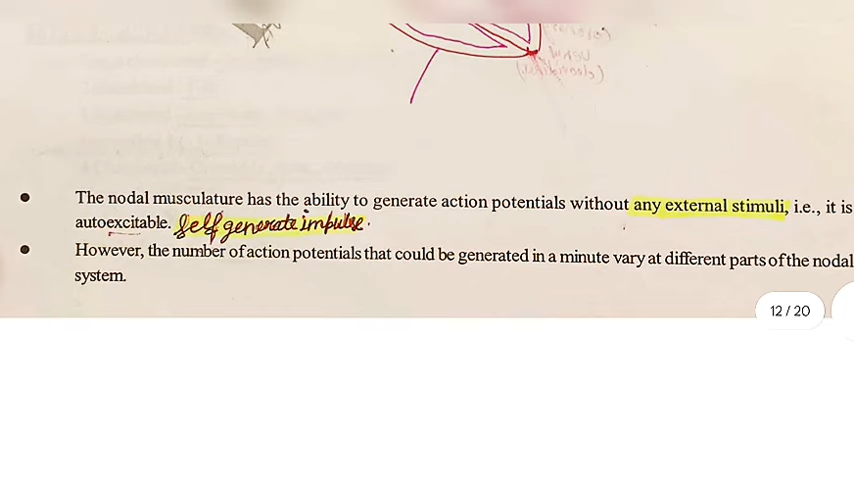 The nodal musculature has the ability to generate action potentials without any external stimuli, i.e., it is
autoexcitable. Self generate impulse.
However, the number of action potentials that could be generated in a minute vary at different parts of the nodal
system.
12 / 20